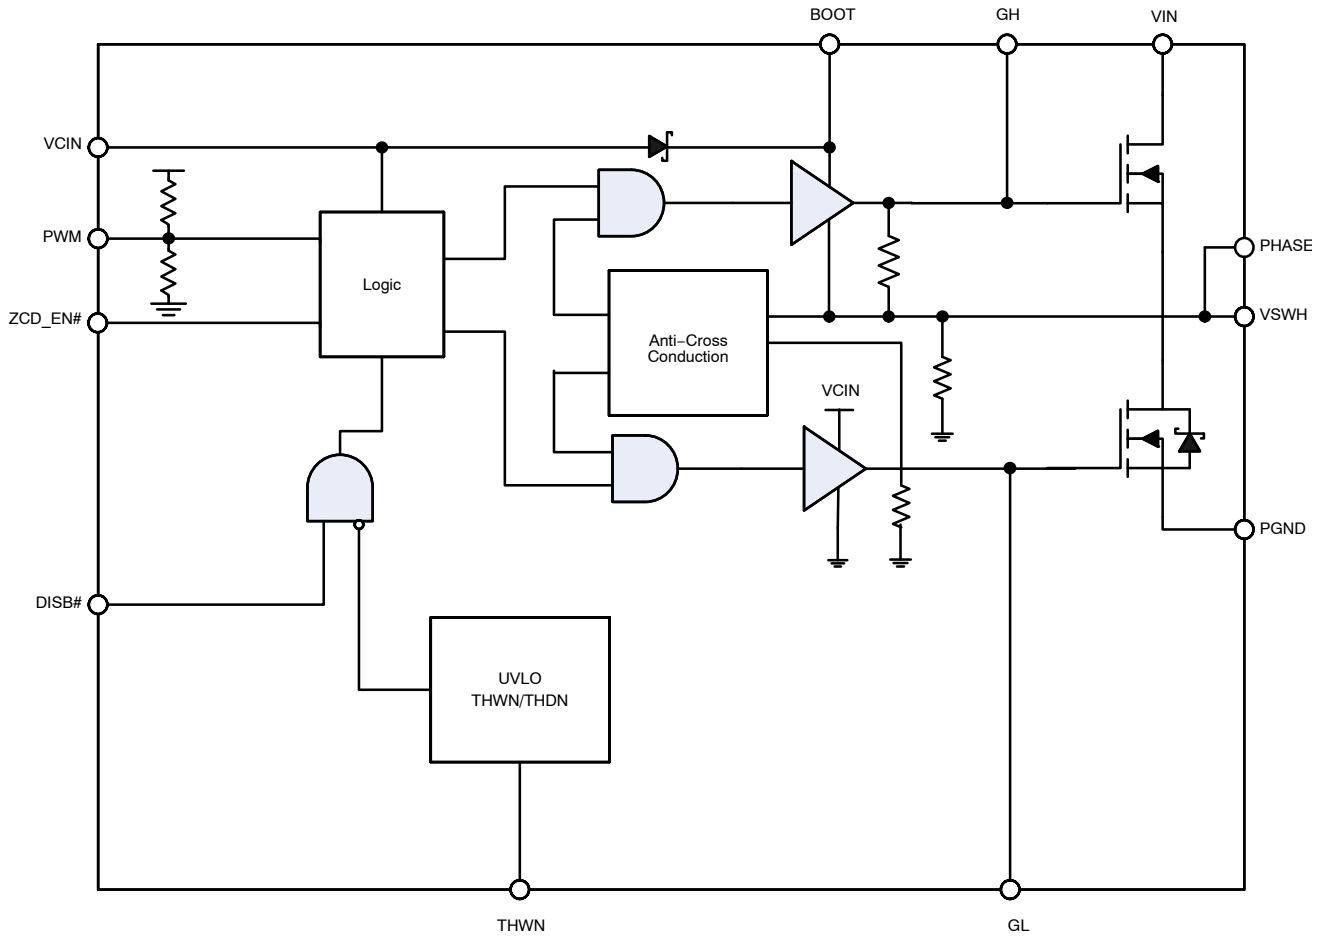 BOOT
GH
VIN
VCIN
PWM
PHASE
Logic
ZCD_EN#
VSWH
Anti−Cross
Conduction
VCIN
PGND
DISB#
UVLO
THWN/THDN
THWN
GL